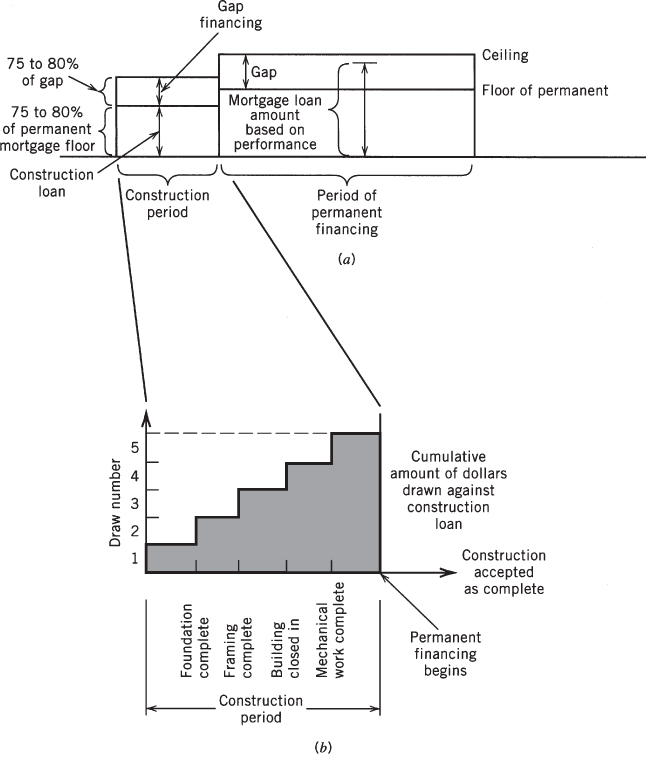 Gap
financing
75 to 80%
of gap
Ceiling
Gap
Floor of permanent
75 to 80%
of permanent
mortgage floor
Mortgage loan
amount
based on
performance
Construction
loan
Construction
period
Period of
permanent
financing
(a)
Draw number
5
4
3
2
1
Cumulative
amount of dollars
drawn against
construction
loan
Construction
accepted
as complete
Foundation
complete
Framing
complete
Building
closed in
Mechanical
work complete
Permanent
financing
begins
Construction
period
(b)